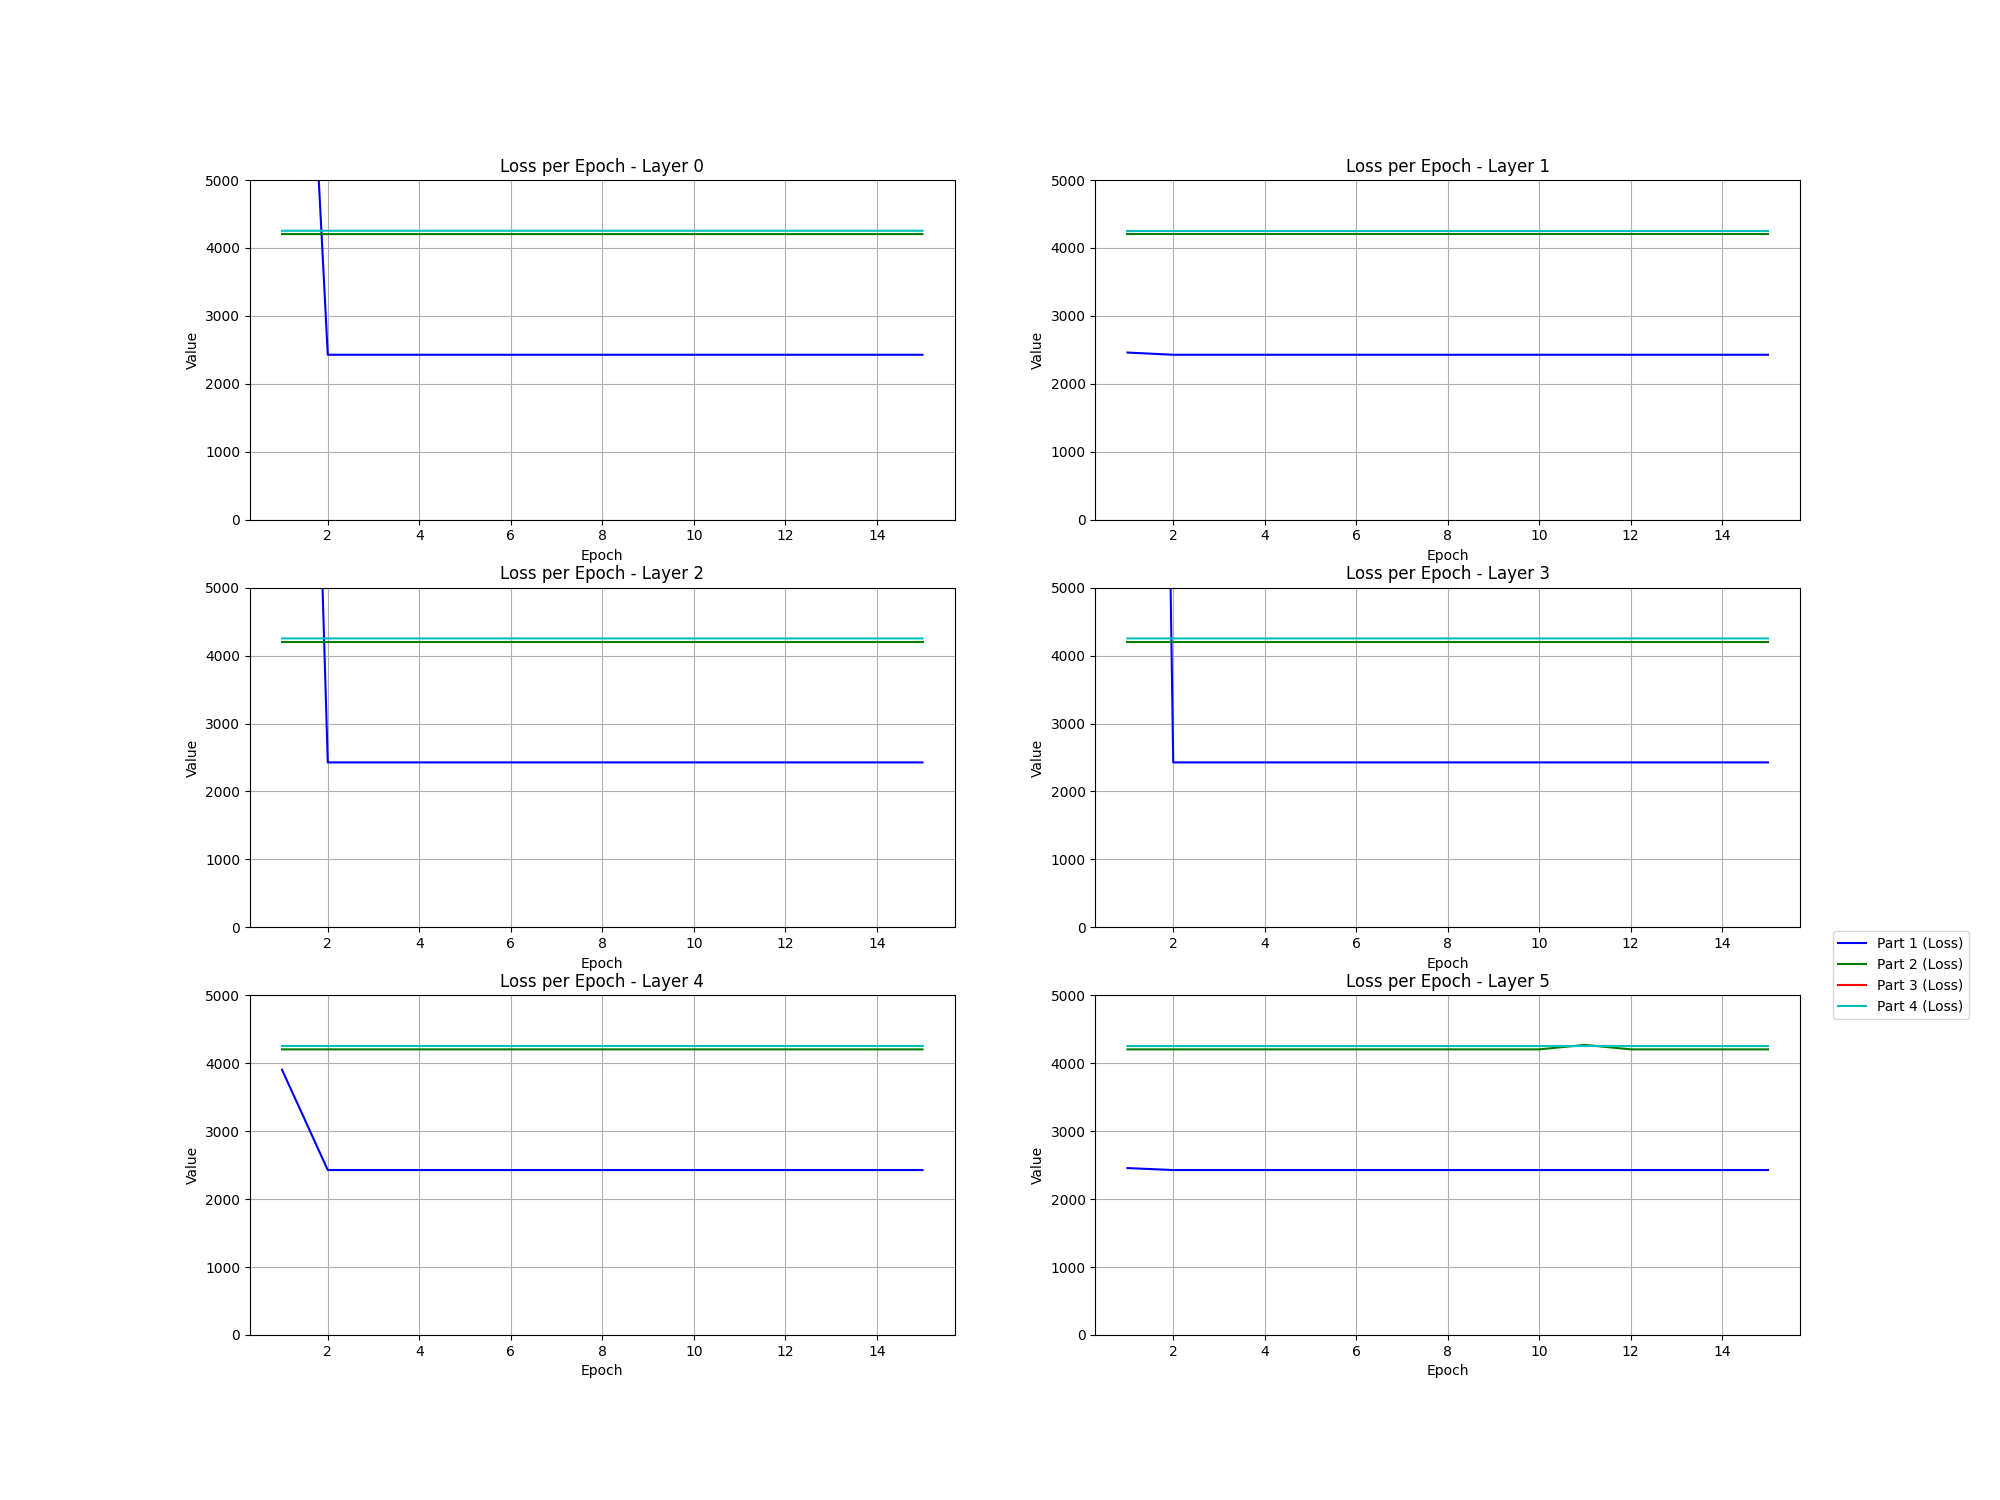 Loss per Epoch - Layer 0
5000
4000
3000
2000
1000
0
Value
2 4 6 8 10 12 14
Epoch
Loss per Epoch - Layer 1
5000
4000
3000
2000
1000
0
Value
2 4 6 8 10 12 14
Epoch
Loss per Epoch - Layer 2
5000
4000
3000
2000
1000
0
Value
2 4 6 8 10 12 14
Epoch
Loss per Epoch - Layer 3
5000
4000
3000
2000
1000
0
Value
2 4 6 8 10 12 14
Epoch
Part 1 (Loss)
Part 2 (Loss)
Part 3 (Loss)
Part 4 (Loss)
Loss per Epoch - Layer 4
5000
4000
3000
2000
1000
0
Value
2 4 6 8 10 12 14
Epoch
Loss per Epoch - Layer 5
5000
4000
3000
2000
1000
0
Value
2 4 6 8 10 12 14
Epoch